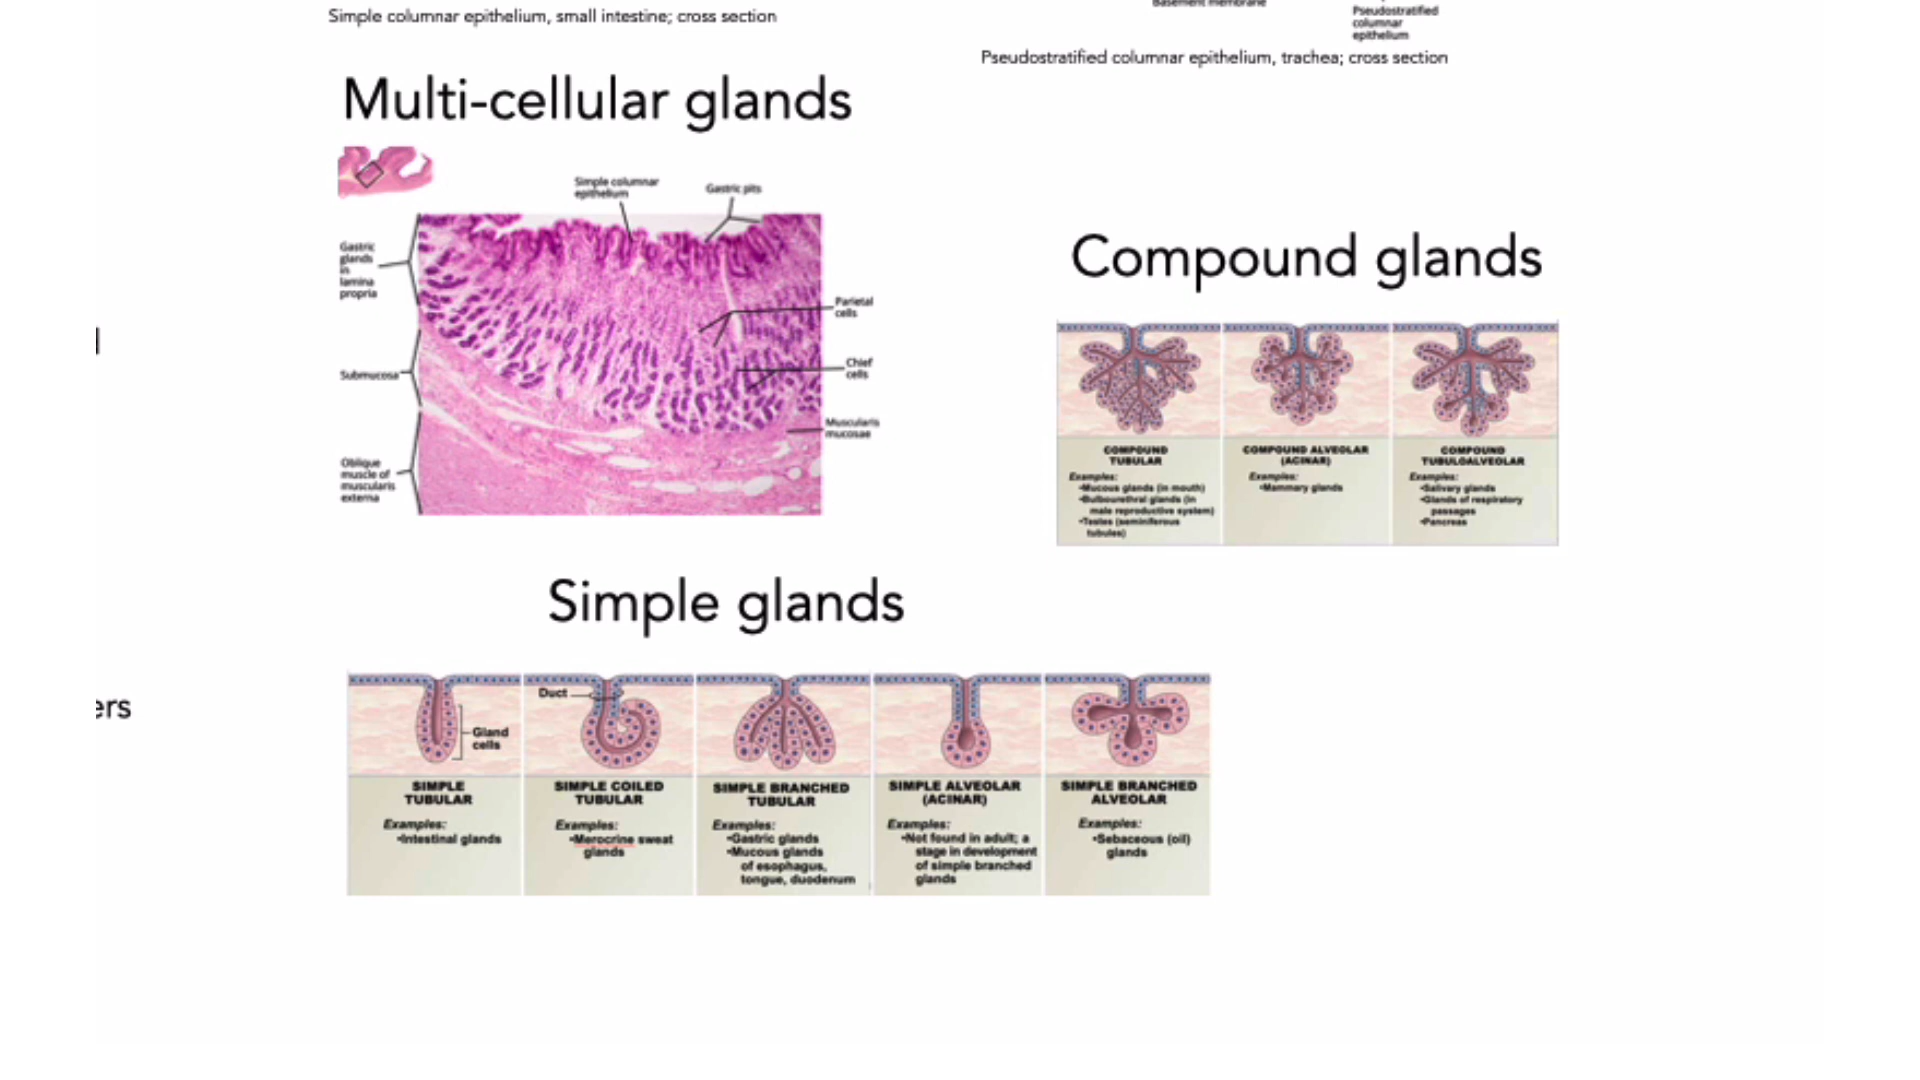 Simple columnar epithelium, small intestine; cross section
Basement membrane
Pseudostratified
columnar
epithelium
Pseudostratified columnar epithelium, trachea; cross section
Multi-cellular glands
Simple columnar
epithelium
Gastric pits
Gastric
glands
in
lamina
propria
Parietal
cells
Submucosa
Chief
cells
Muscularis
mucosae
Oblique
muscle of
muscularis
externa
Compound glands
COMPOUND
TUBULAR
Examples:
•Mucous glands (in mouth)
•Bulbourethral glands (in
male reproductive system)
•Testes (seminiferous
tubules)
COMPOUND ALVEOLAR
(ACINAR)
Examples:
•Mammary glands
COMPOUND
TUBULOALVEOLAR
Examples:
•Salivary glands
•Glands of respiratory
passages
•Pancreas
ers
Simple glands
Gland
cells
SIMPLE
TUBULAR
Examples:
•Intestinal glands
Duct
SIMPLE COILED
TUBULAR
Examples:
•Merocrine sweat
glands
SIMPLE BRANCHED
TUBULAR
Examples:
•Gastric glands
•Mucous glands
of esophagus,
tongue, duodenum
SIMPLE ALVEOLAR
(ACINAR)
Examples:
•Not found in adult; a
stage in development
of simple branched
glands
SIMPLE BRANCHED
ALVEOLAR
Examples:
•Sebaceous (oil)
glands